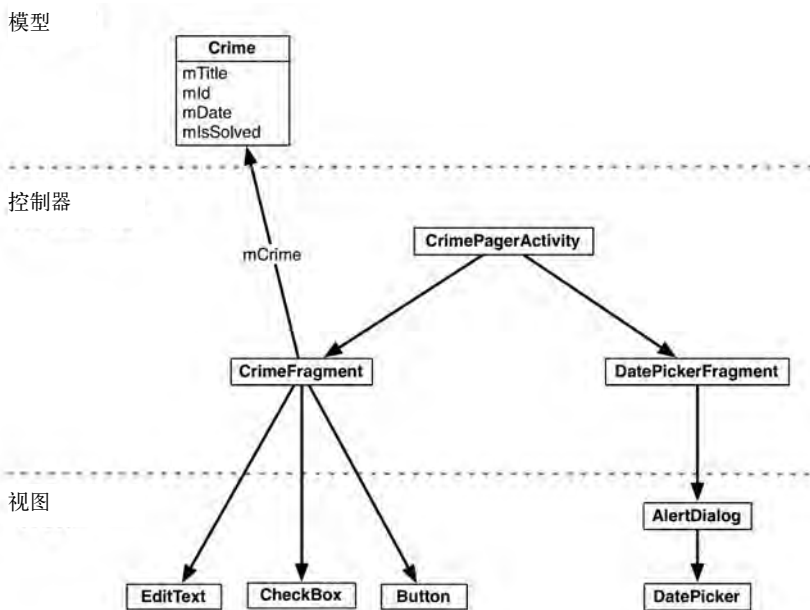 模型
Crime
mTitle
mId
mDate
mIsSolved
控制器
CrimePagerActivity
mCrime
CrimeFragment
DatePickerFragment
视图
AlertDialog
EditText
CheckBox
Button
DatePicker